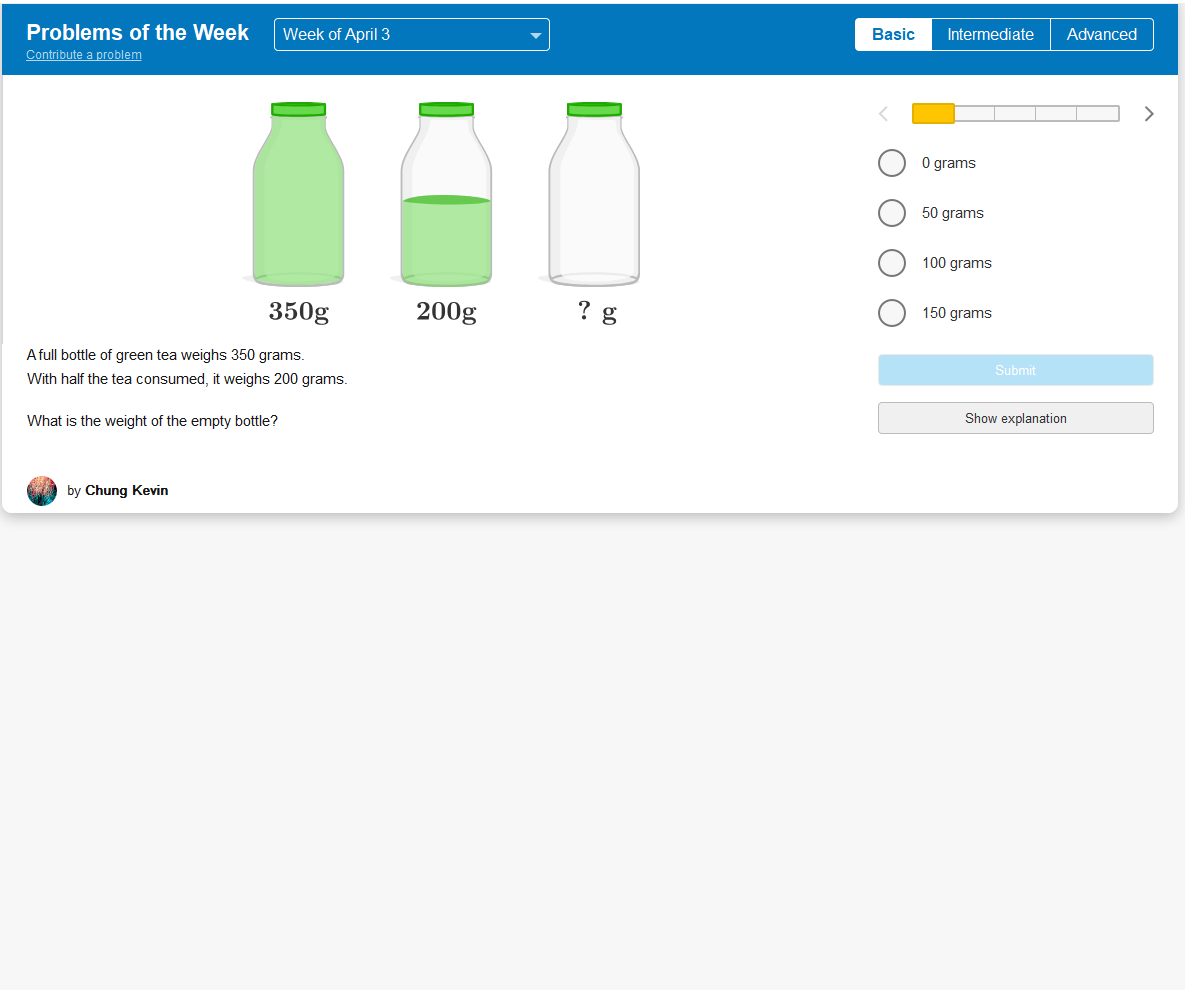 Problems of the Week
Contribute a problem
Week of April 3
Basic
Intermediate
Advanced
350g
200g
? g
A full bottle of green tea weighs 350 grams.
With half the tea consumed, it weighs 200 grams.
What is the weight of the empty bottle?
by Chung Kevin
0 grams
50 grams
100 grams
150 grams
Submit
Show explanation